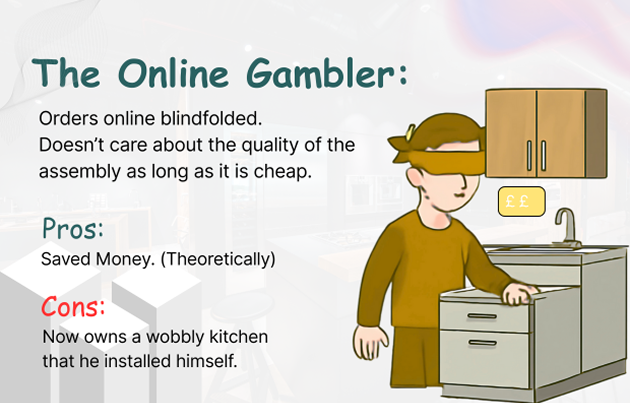 The Online Gambler:
Orders online blindfolded.
Doesn’t care about the quality of the
assembly as long as it is cheap.
££
Pros:
Saved Money. (Theoretically)
Cons:
Now owns a wobbly kitchen
that he installed himself.